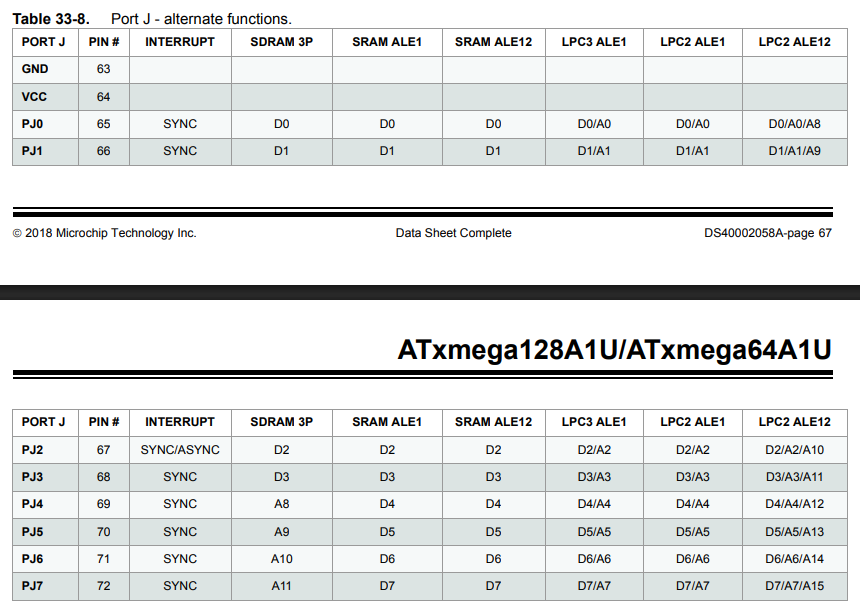 Table 33-8. Port J - alternate functions.
PORT J PIN # INTERRUPT SDRAM 3P SRAM ALE1 SRAM ALE12 LPC3 ALE1 LPC2 ALE1 LPC2 ALE12
GND 63
VCC 64
PJ0 65 SYNC D0 D0 D0 D0/A0 D0/A0 D0/A0/A8
PJ1 66 SYNC D1 D1 D1 D1/A1 D1/A1 D1/A1/A9
© 2018 Microchip Technology Inc. Data Sheet Complete DS40002058A-page 67
ATxmega128A1U/ATxmega64A1U
PORT J PIN # INTERRUPT SDRAM 3P SRAM ALE1 SRAM ALE12 LPC3 ALE1 LPC2 ALE1 LPC2 ALE12
PJ2 67 SYNC/ASYNC D2 D2 D2 D2/A2 D2/A2 D2/A2/A10
PJ3 68 SYNC D3 D3 D3 D3/A3 D3/A3 D3/A3/A11
PJ4 69 SYNC A8 D4 D4 D4/A4 D4/A4 D4/A4/A12
PJ5 70 SYNC A9 D5 D5 D5/A5 D5/A5 D5/A5/A13
PJ6 71 SYNC A10 D6 D6 D6/A6 D6/A6 D6/A6/A14
PJ7 72 SYNC A11 D7 D7 D7/A7 D7/A7 D7/A7/A15